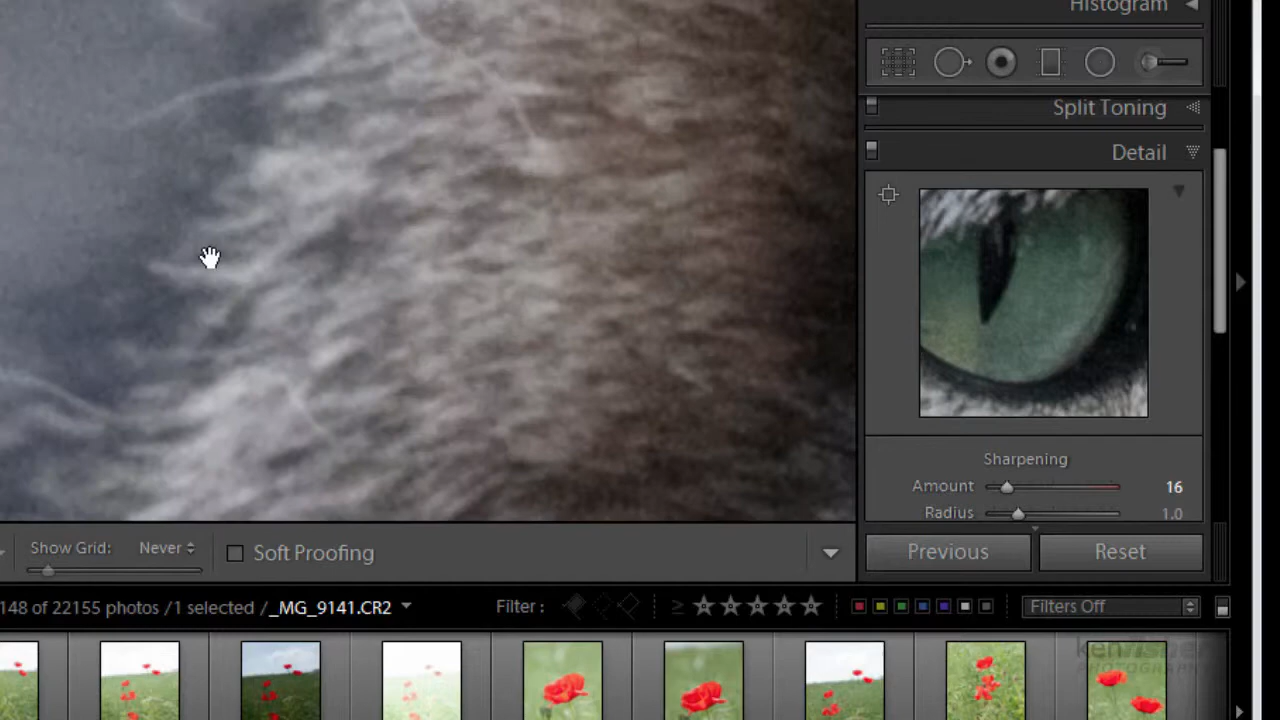 Histogram
Split Toning
Detail
Sharpening
Amount 16
Radius 1.0
Show Grid: Never
Soft Proofing
Previous Reset
148 of 22155 photos /1 selected /_MG_9141.CR2
Filter :
≥
Filters Off
PHOTOGRAPHY